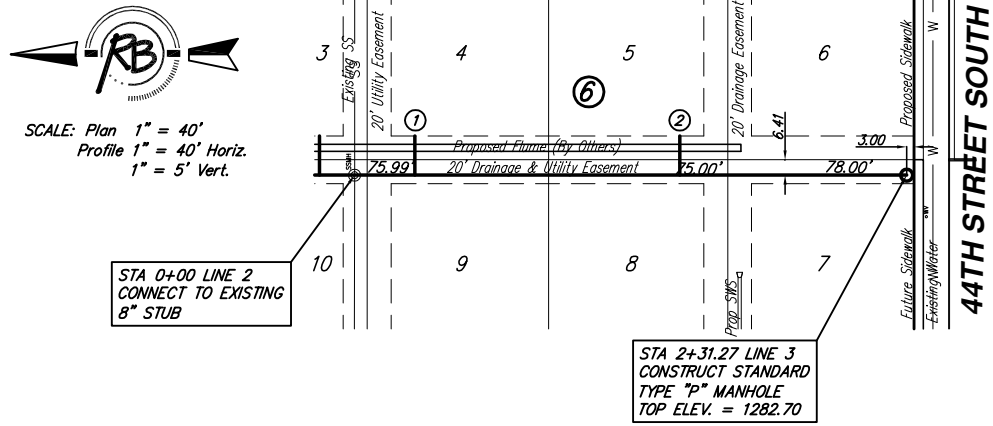 RB
SCALE: Plan 1" = 40'
Profile 1" = 40' Horiz.
1" = 5' Vert.
3
4
5
6
6
Existing SS
SS
20' Utility Easement
20' Drainage Easement
Proposed Sidewalk
W
W
44TH STREET SOUTH
1
2
6.41
3.00
Proposed Flume (By Others)
SSMH
75.99'
20' Drainage & Utility Easement
75.00'
78.00'
10
9
8
7
Prop SWS
Future Sidewalk
Existing Water
W
WV
STA 0+00 LINE 2
CONNECT TO EXISTING
8" STUB
STA 2+31.27 LINE 3
CONSTRUCT STANDARD
TYPE "P" MANHOLE
TOP ELEV. = 1282.70